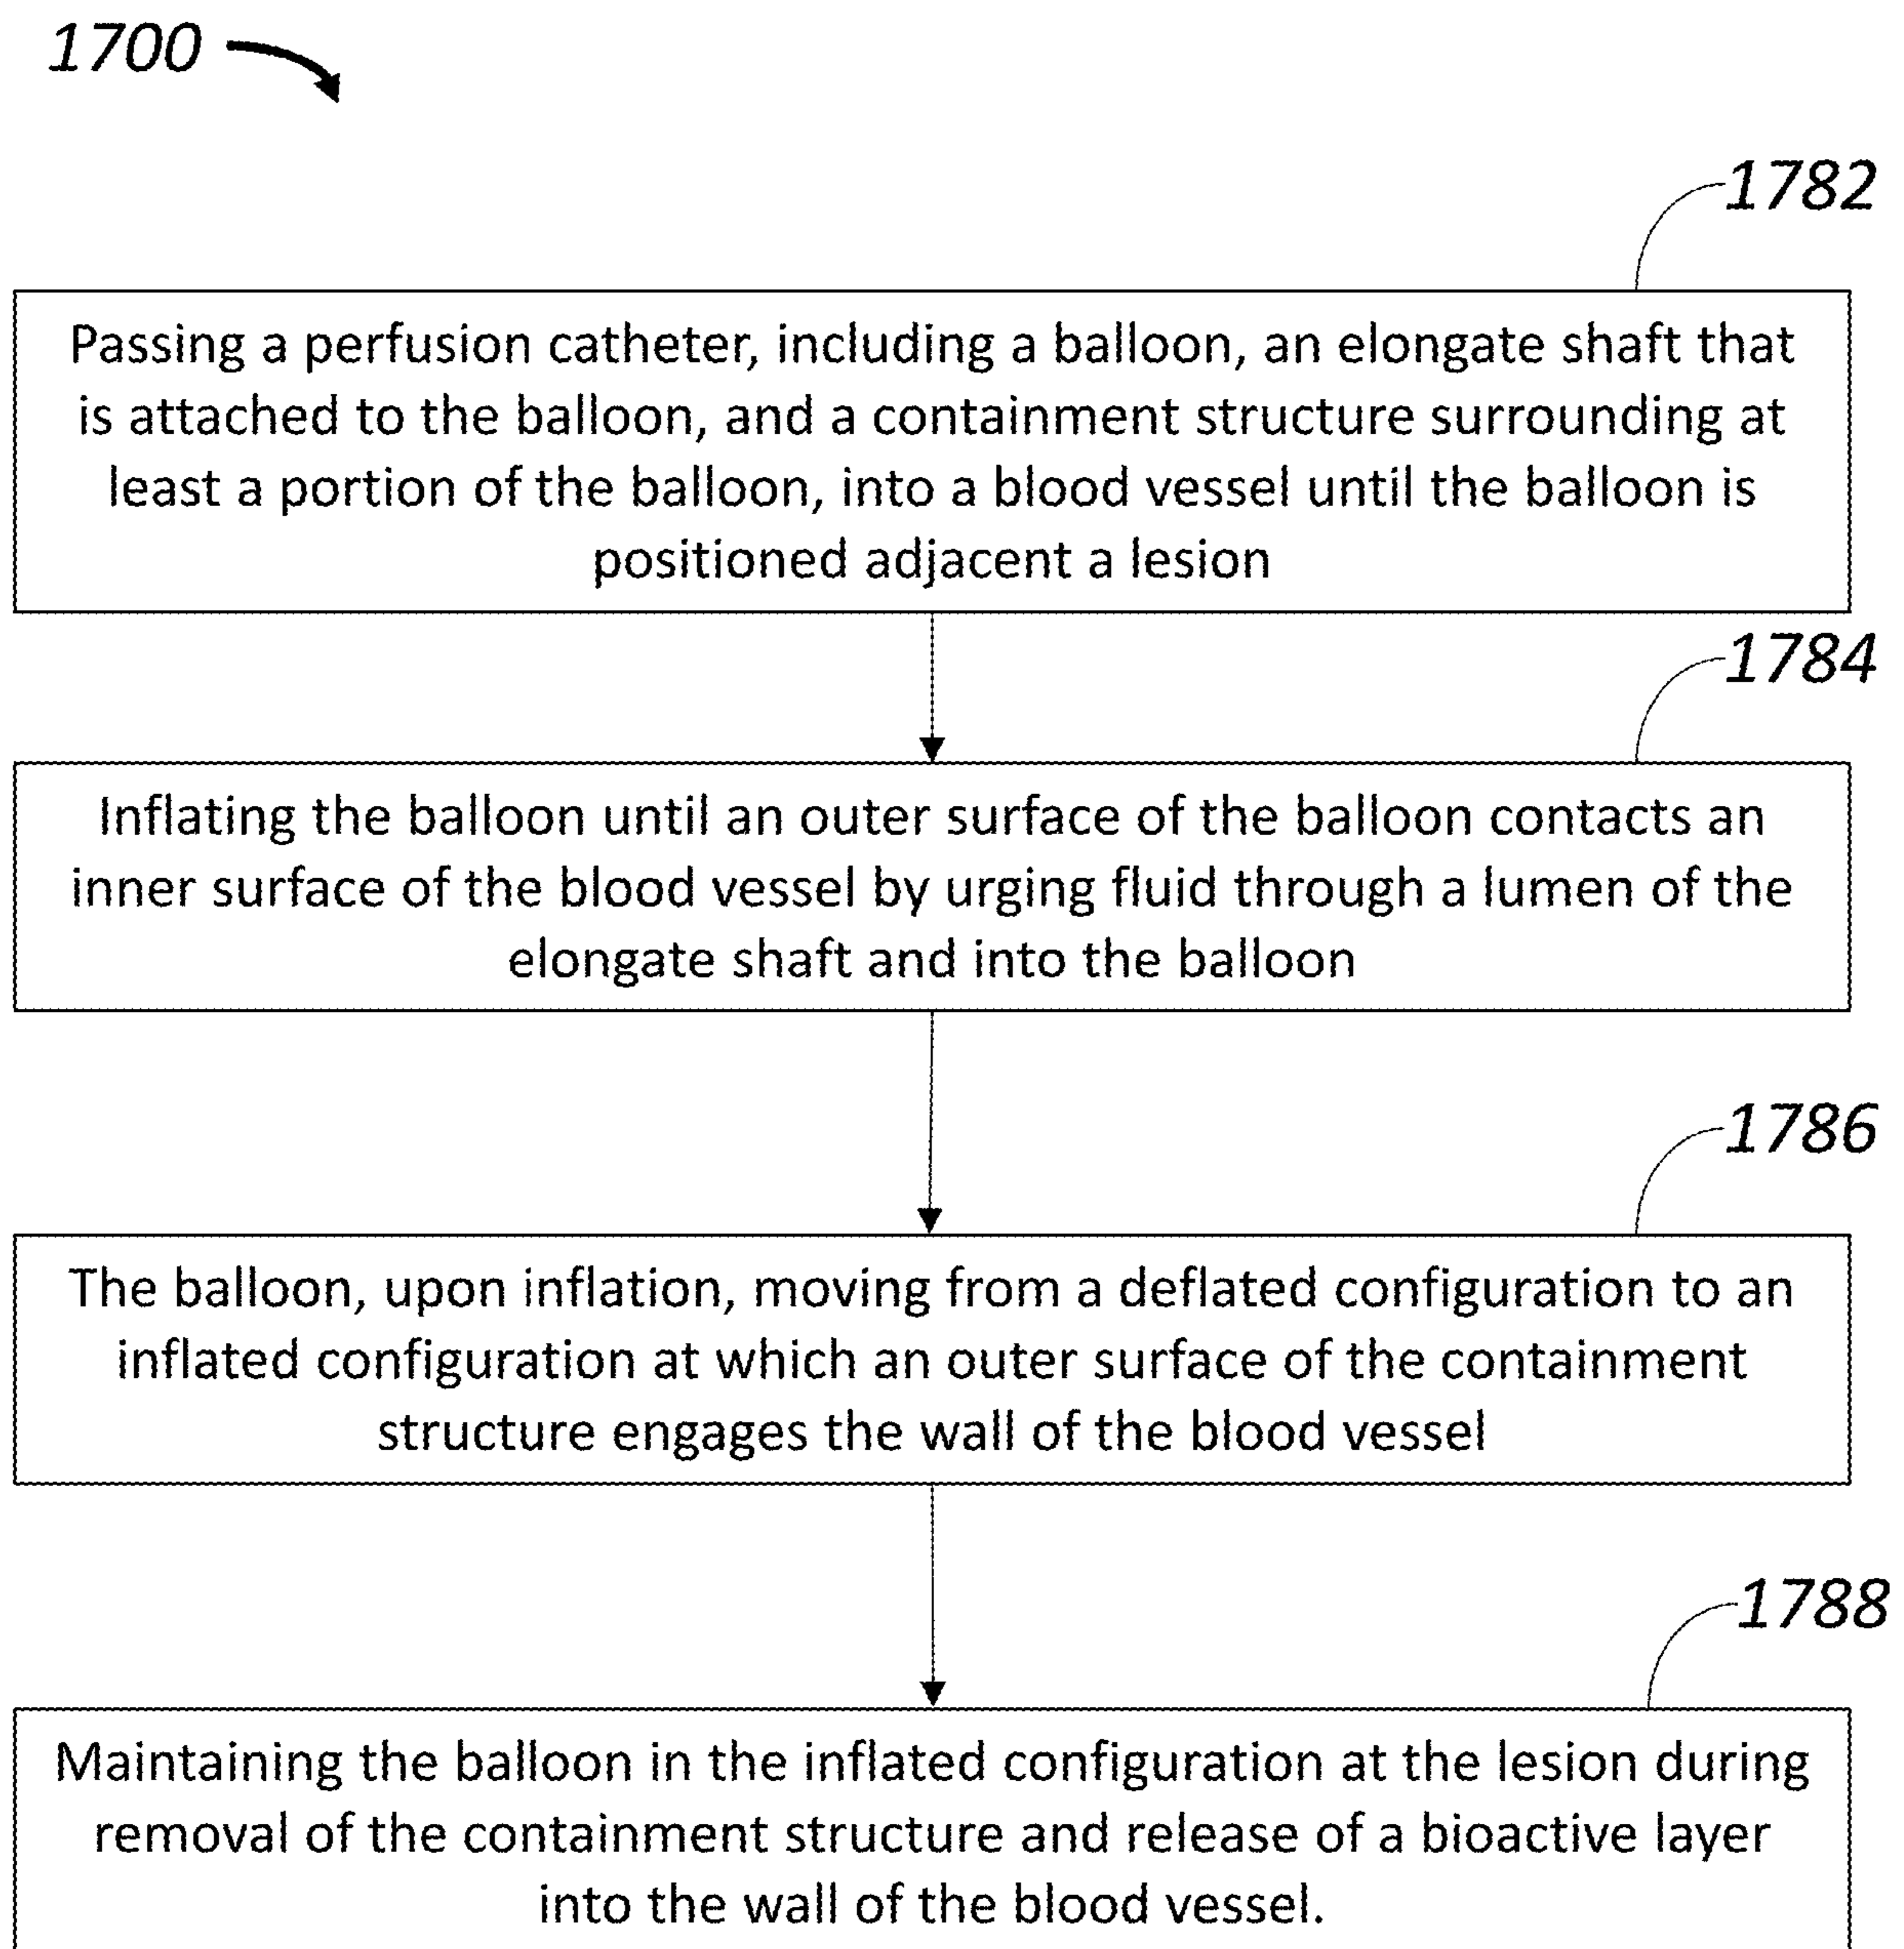 1700
1782
Passing a perfusion catheter, including a balloon, an elongate shaft that
is attached to the balloon, and a containment structure surrounding at
least a portion of the balloon, into a blood vessel until the balloon is
positioned adjacent a lesion
1784
Inflating the balloon until an outer surface of the balloon contacts an
inner surface of the blood vessel by urging fluid through a lumen of the
elongate shaft and into the balloon
1786
The balloon, upon inflation, moving from a deflated configuration to an
inflated configuration at which an outer surface of the containment
structure engages the wall of the blood vessel
1788
Maintaining the balloon in the inflated configuration at the lesion during
removal of the containment structure and release of a bioactive layer
into the wall of the blood vessel.